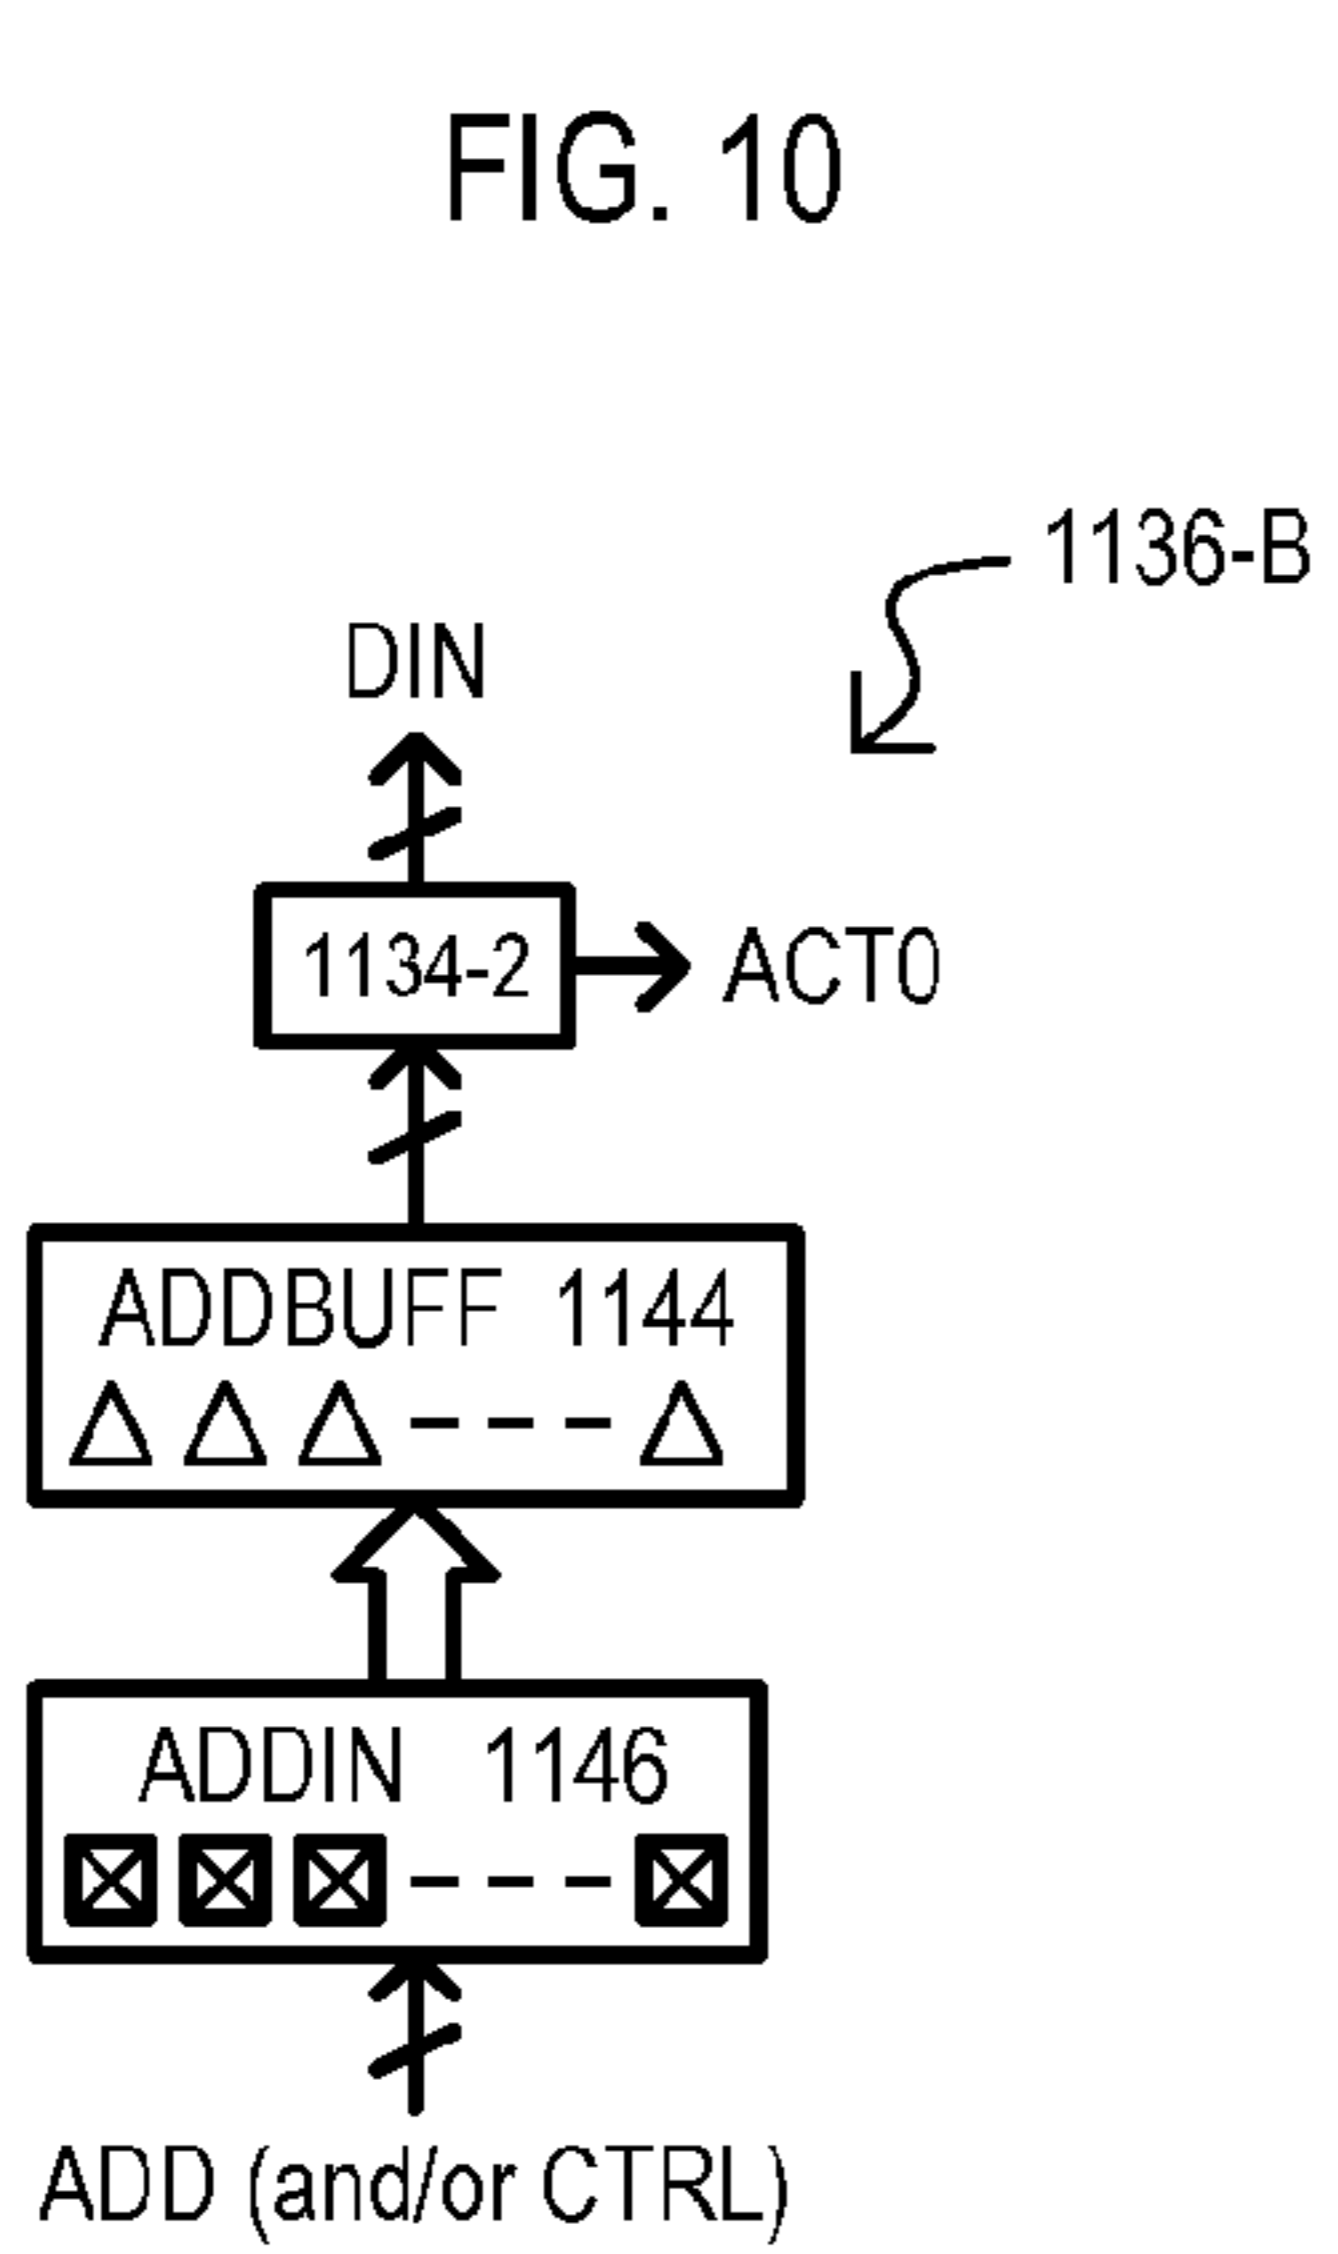 FIG. 10
1136-B
DIN
1134-2
ACT0
ADDBUFF 1144
ADDIN 1146
ADD (and/or CTRL)